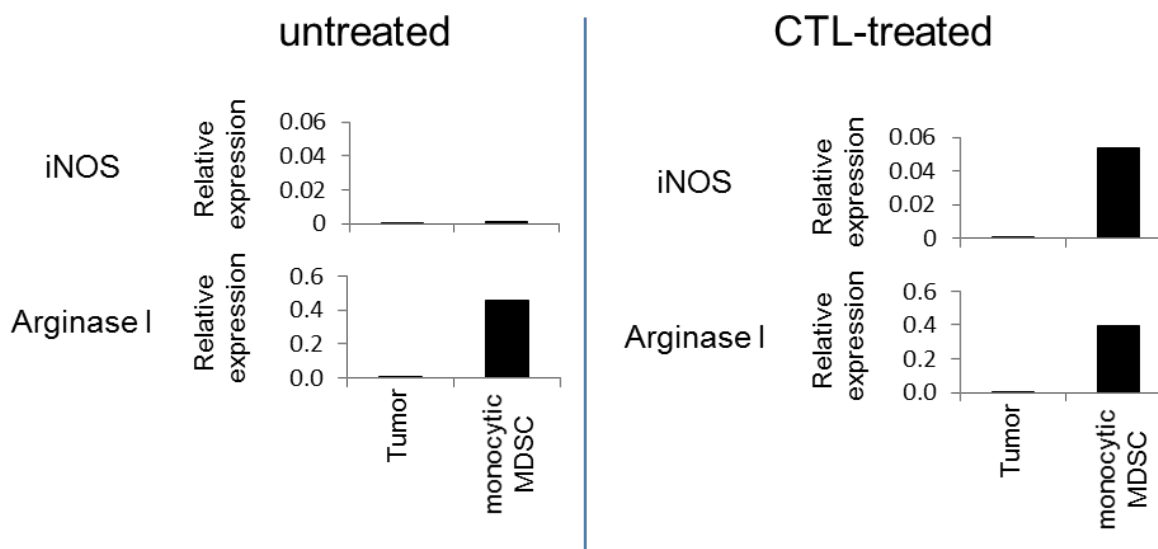 untreated
iNOS
Relative
expression
0.06
0.04
0.02
0
Arginase I
Relative
expression
0.6
0.4
0.2
0.0
Tumor
monocytic
MDSC
CTL-treated
iNOS
Relative
expression
0.06
0.04
0.02
0
Arginase I
Relative
expression
0.6
0.4
0.2
0.0
Tumor
monocytic
MDSC